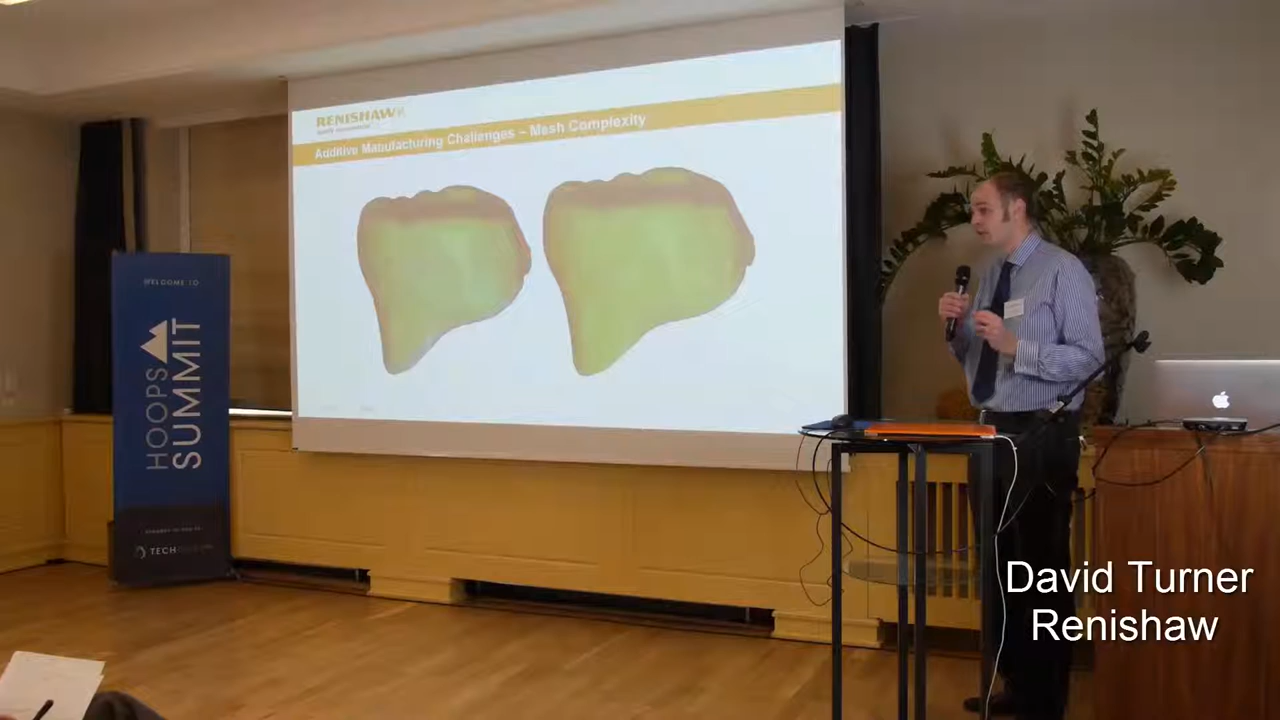 RENISHAW
Additive Manufacturing Challenges – Mesh Complexity
WELCOME TO
HOOPS
SUMMIT
TECH
David Turner
Renishaw